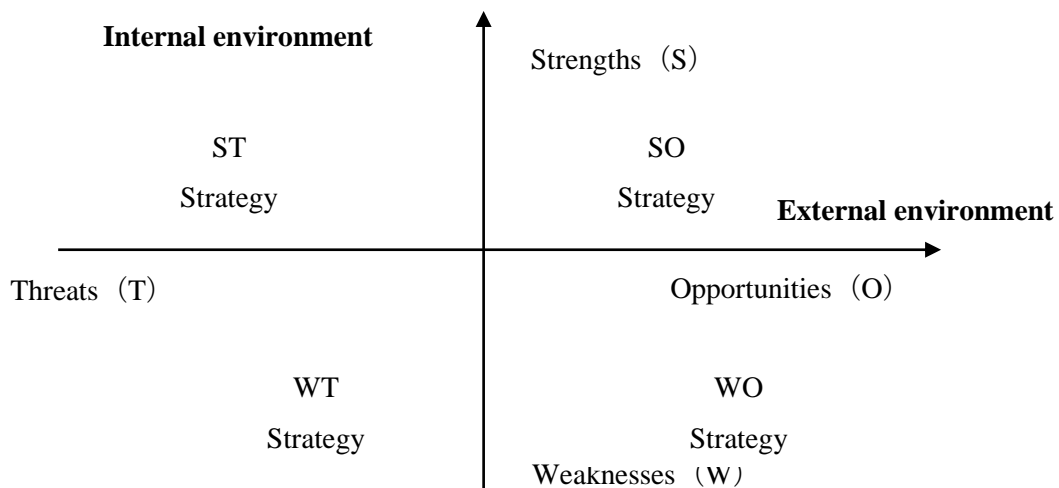 Internal environment
Strengths（S）
ST
Strategy
SO
Strategy
External environment
Threats（T）
Opportunities（O）
WT
Strategy
WO
Strategy
Weaknesses（W）